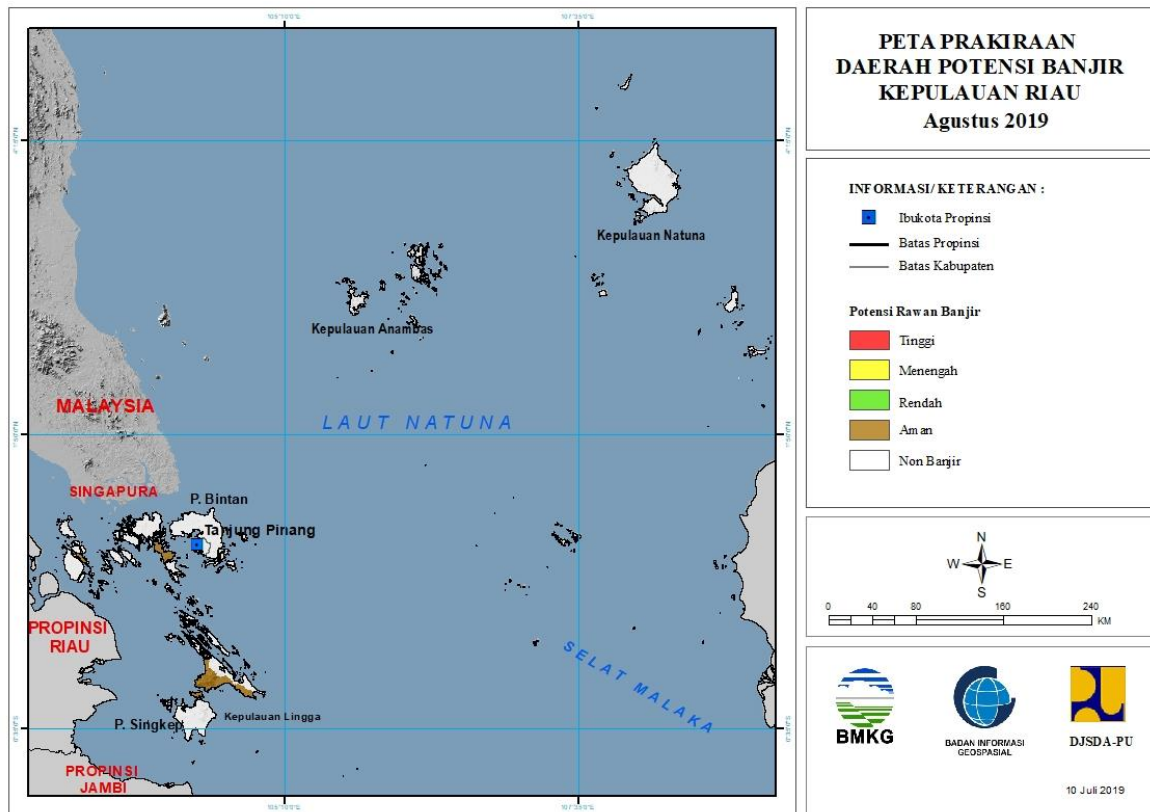 PETA PRAKIRAAN
DAERAH POTENSI BANJIR
KEPULAUAN RIAU
Agustus 2019
INFORMASI/ KETERANGAN :
Ibukota Propinsi
Batas Propinsi
Batas Kabupaten
Potensi Rawan Banjir
Tinggi
Menengah
Rendah
Aman
Non Banjir
N
W E
S
0 40 80 160 240
KM
BMKG
BADAN INFORMASI
GEOSPASIAL
DJSDA-PU
10 Juli 2019
Kepulauan Natuna
Kepulauan Anambas
MALAYSIA
LAUT NATUNA
SINGAPURA
P. Bintan
Tanjung Pinang
PROPINSI
RIAU
SELAT MALAKA
P. Singkep
Kepulauan Lingga
PROPINSI
JAMBI